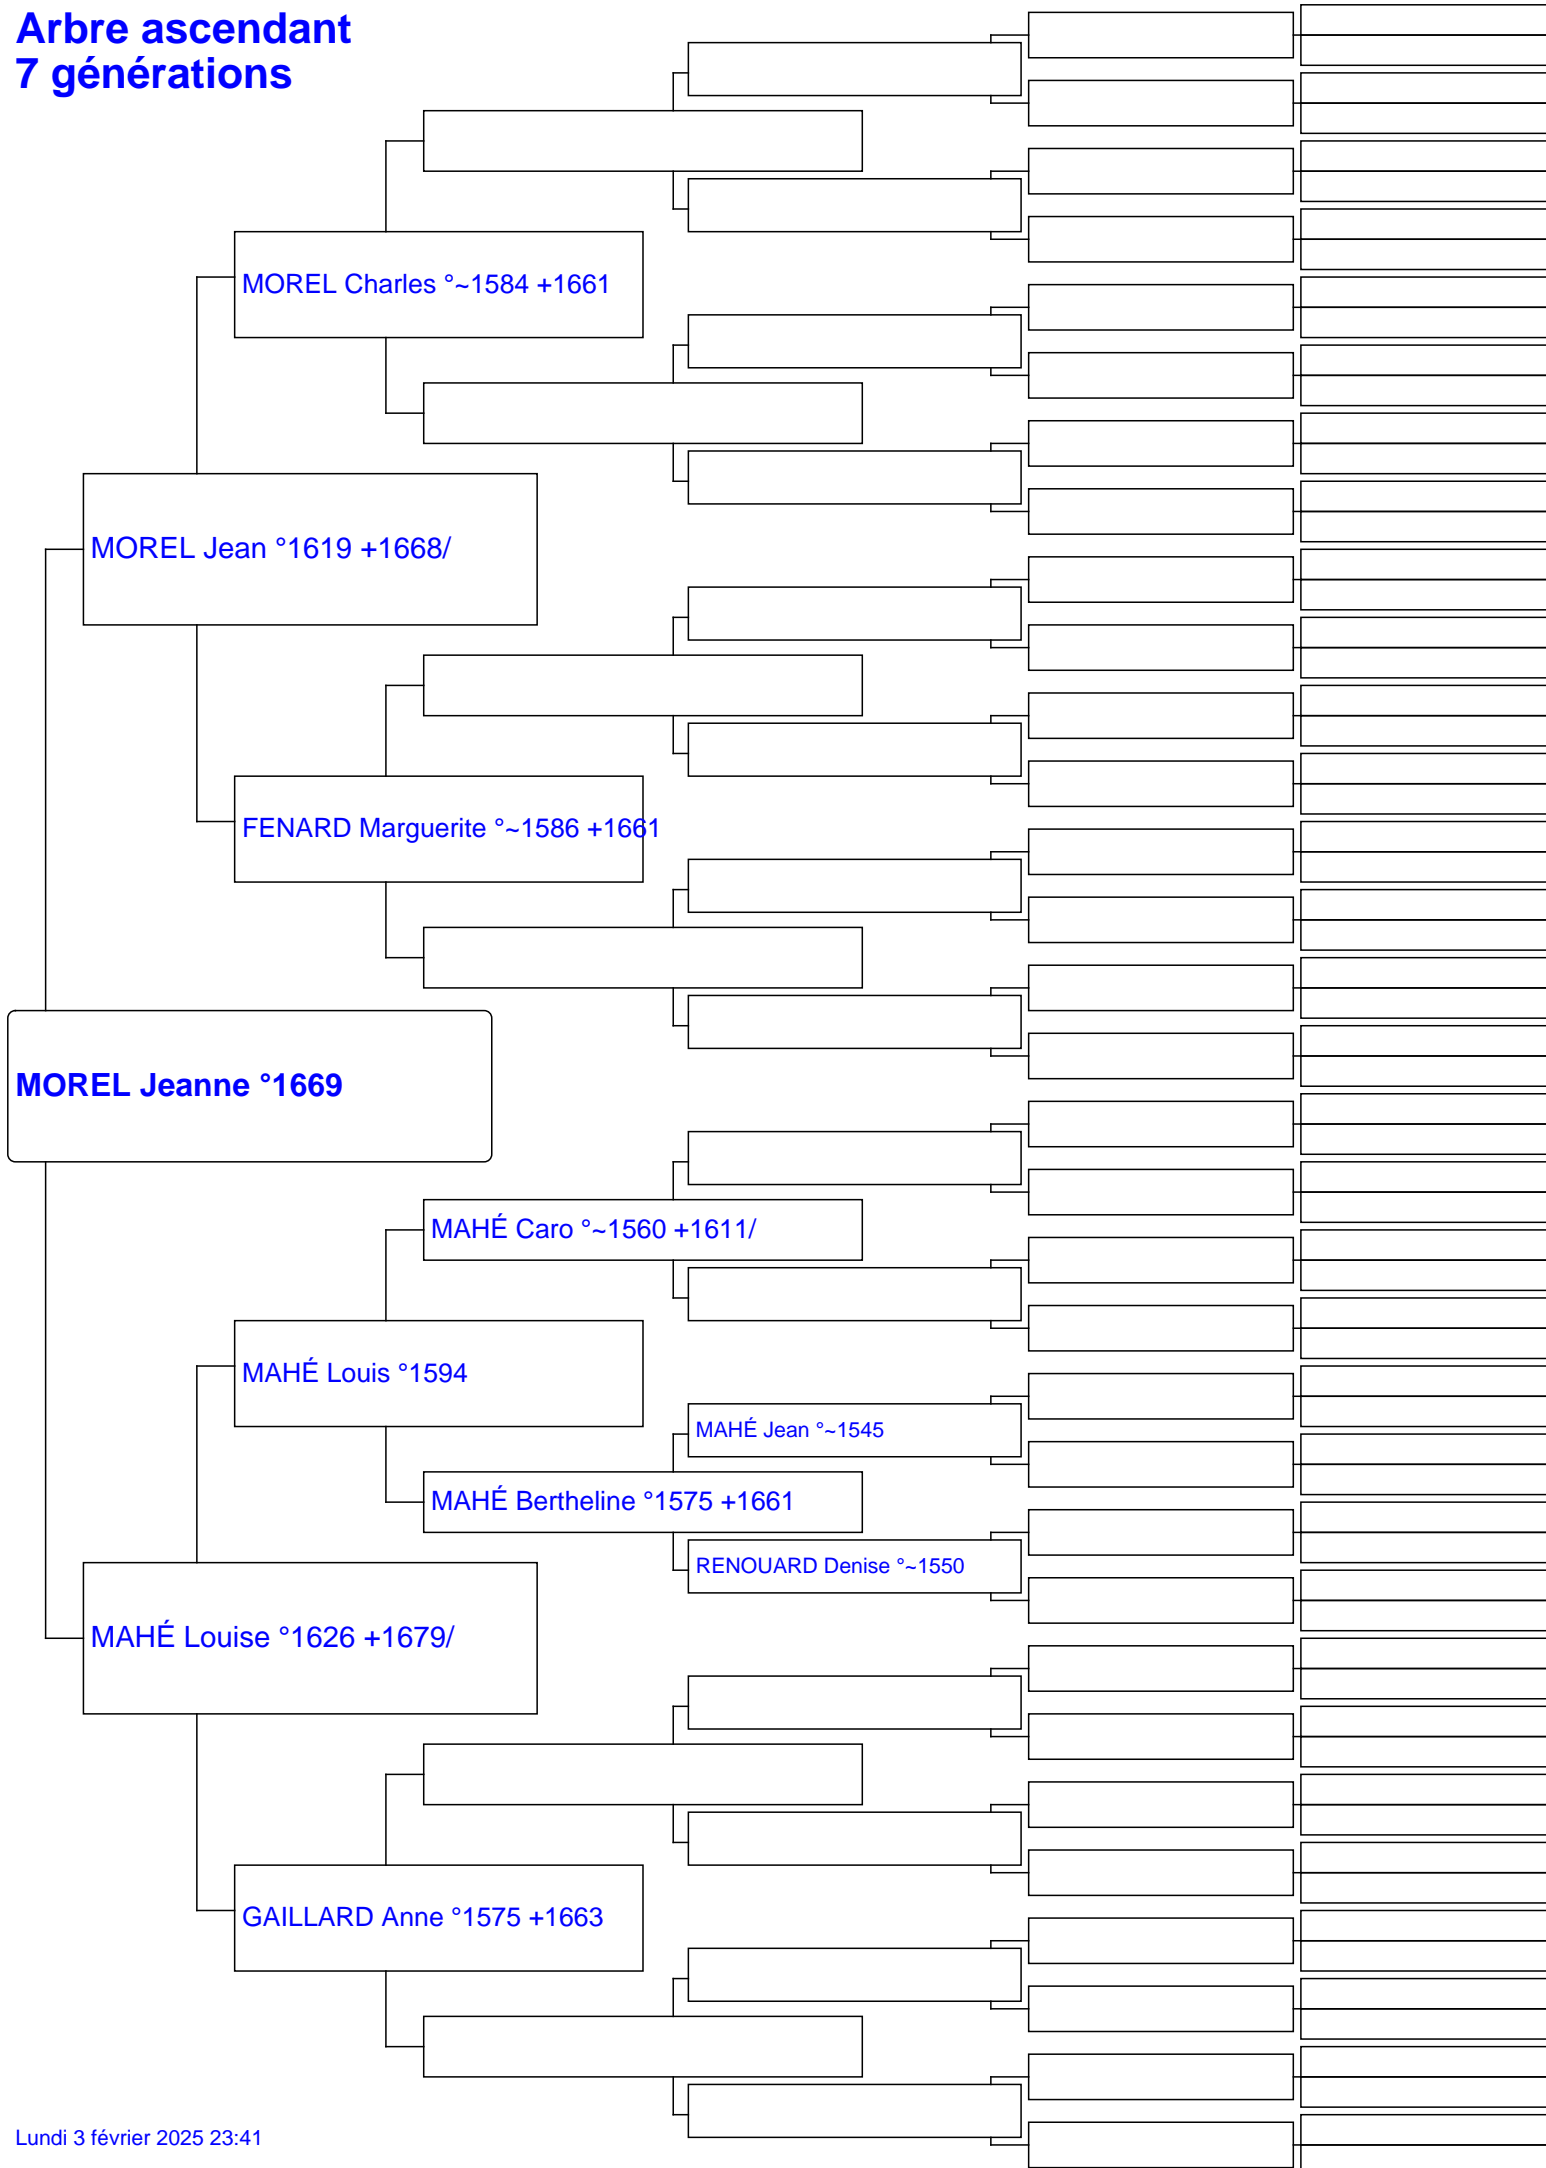 Arbre ascendant
7 générations
MOREL Charles °~1584 +1661
MOREL Jean °1619 +1668/
FENARD Marguerite °~1586 +1661
MOREL Jeanne °1669
MAHÉ Caro °~1560 +1611/
MAHÉ Louis °1594
MAHÉ Jean °~1545
MAHÉ Bertheline °1575 +1661
RENOUARD Denise °~1550
MAHÉ Louise °1626 +1679/
GAILLARD Anne °1575 +1663
Lundi 3 février 2025 23:41